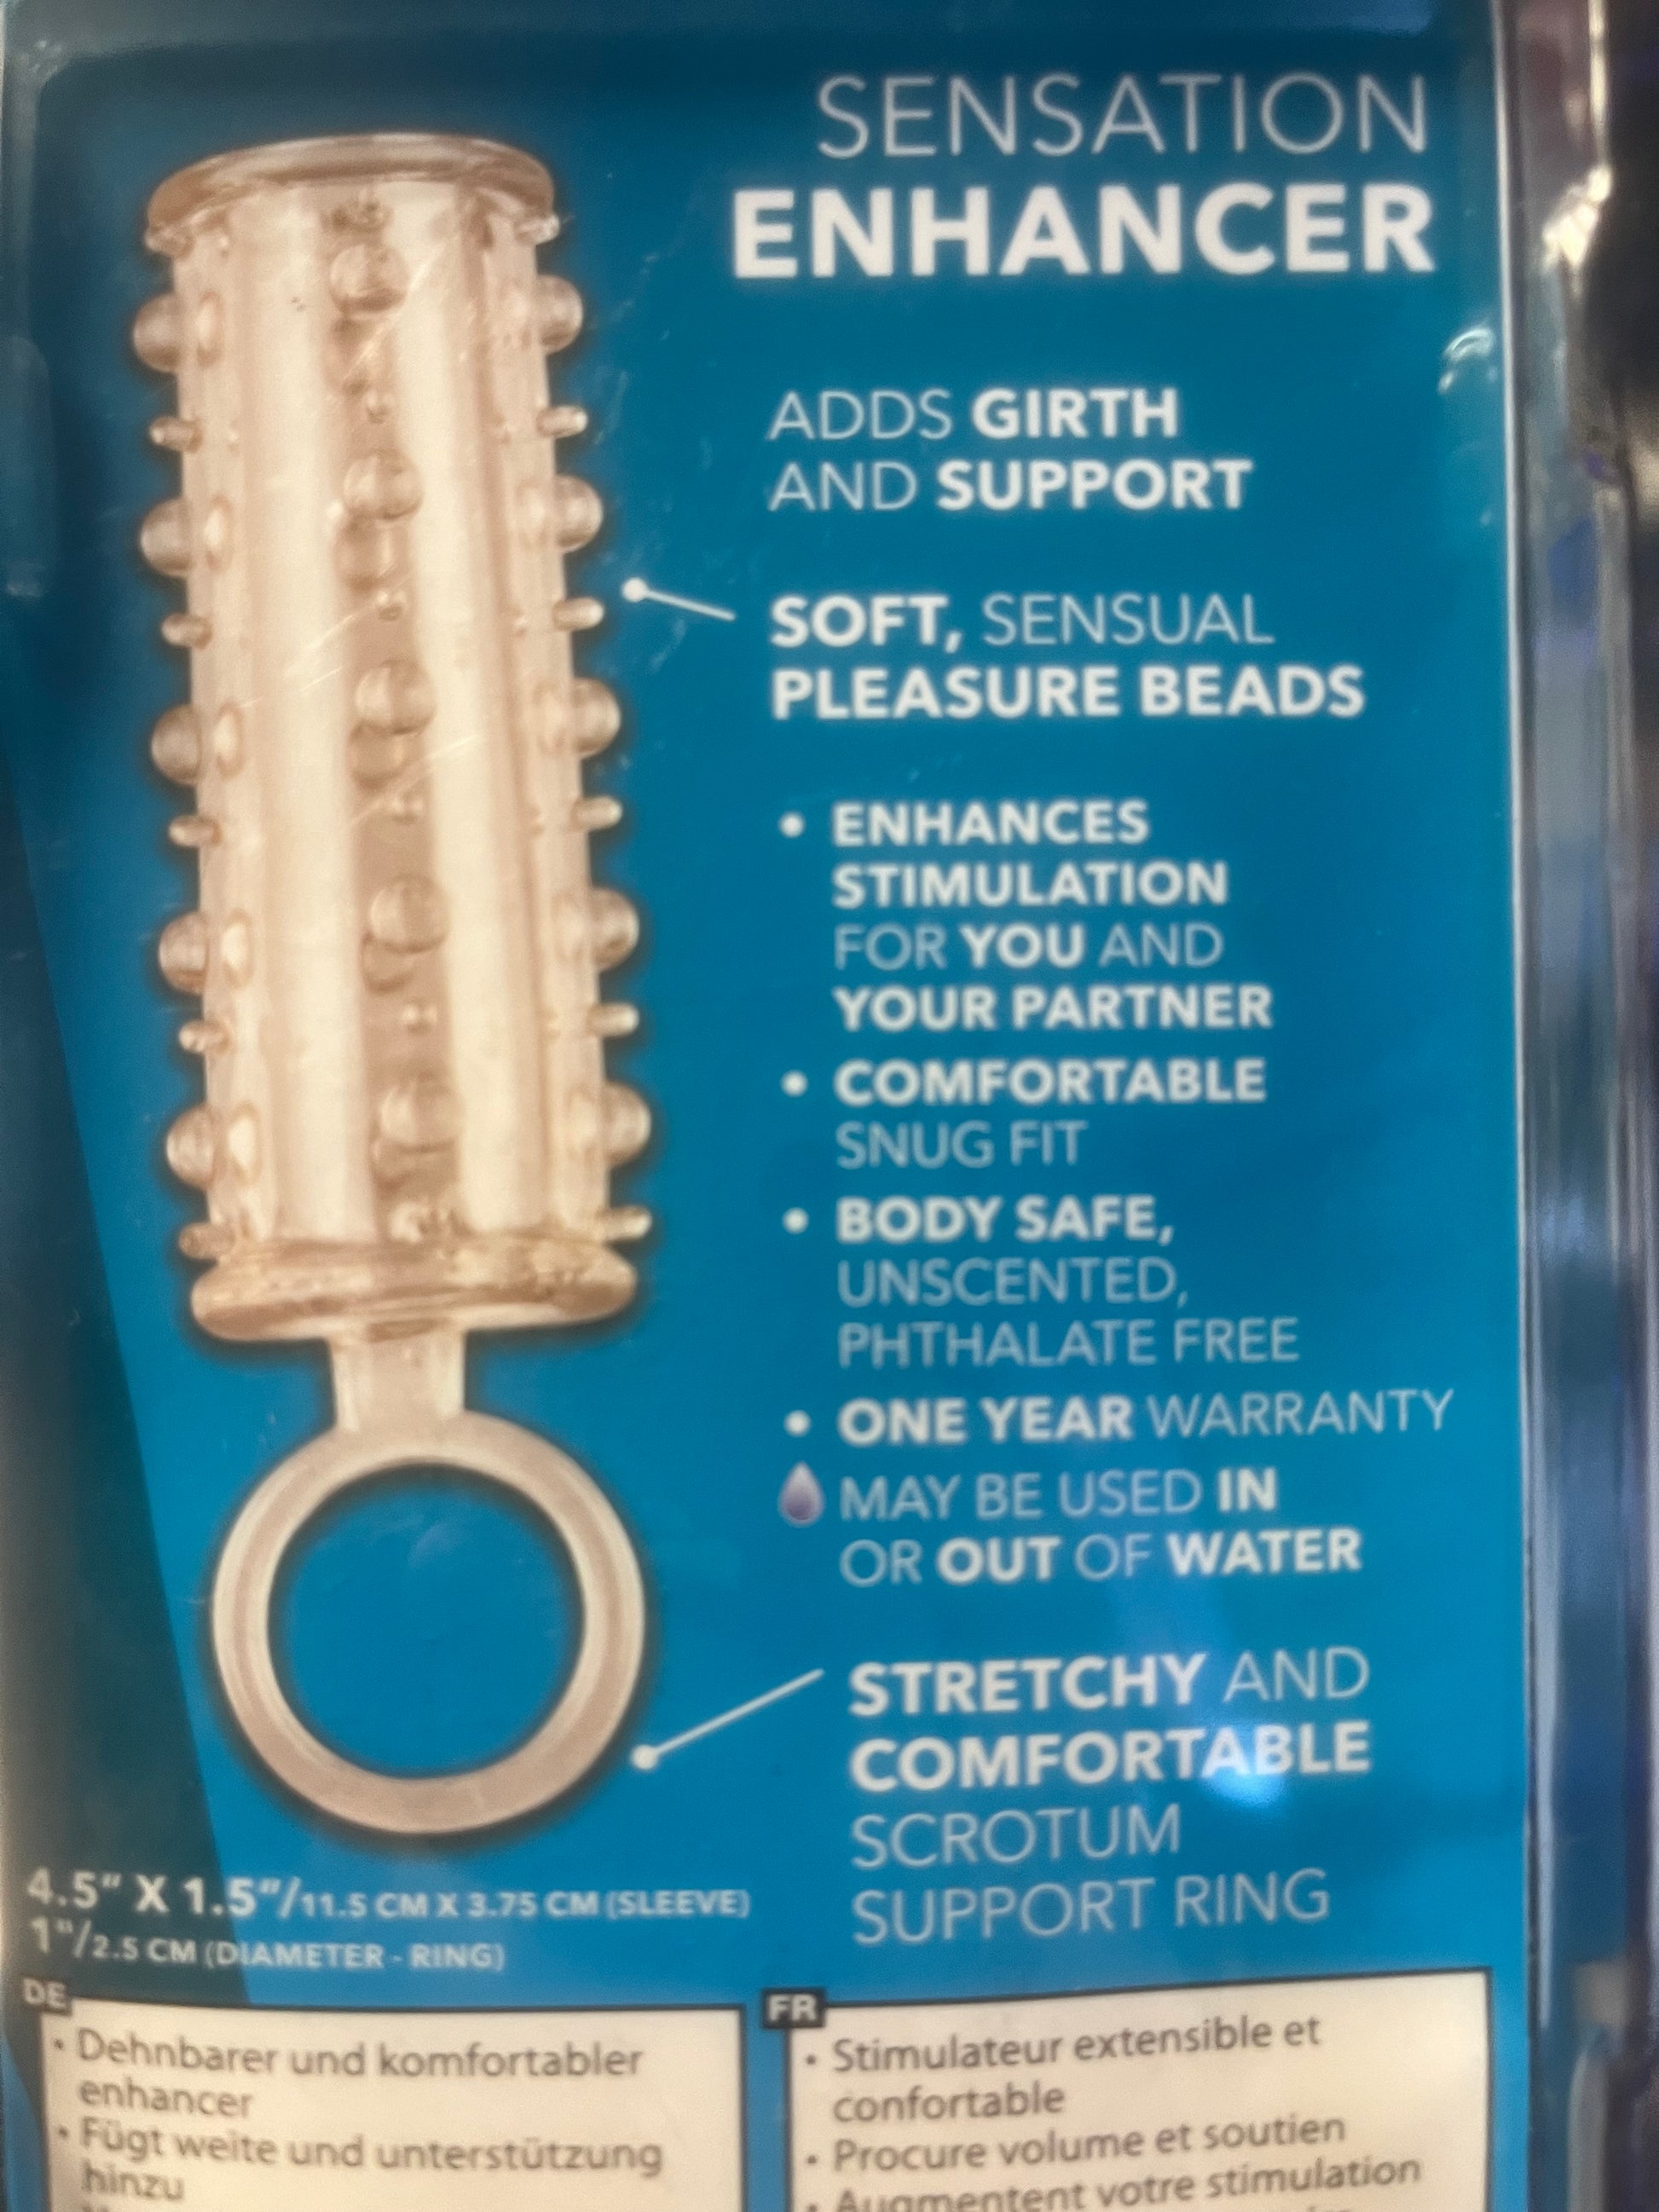 SENSATION
ENHANCER
ADDS GIRTH
AND SUPPORT
SOFT, SENSUAL
PLEASURE BEADS
• ENHANCES
STIMULATION
FOR YOU AND
YOUR PARTNER
• COMFORTABLE
SNUG FIT
• BODY SAFE,
UNSCENTED,
PHTHALATE FREE
• ONE YEAR WARRANTY
MAY BE USED IN
OR OUT OF WATER
STRETCHY AND
COMFORTABLE
SCROTUM
SUPPORT RING
4.5" X 1.5"/11.5 CM X 3.75 CM (SLEEVE)
1"/2.5 CM (DIAMETER - RING)
DE
• Dehnbarer und komfortabler
enhancer
• Fügt weite und unterstützung
hinzu
FR
• Stimulateur extensible et
confortable
• Procure volume et soutien
• Augmentent votre stimulation